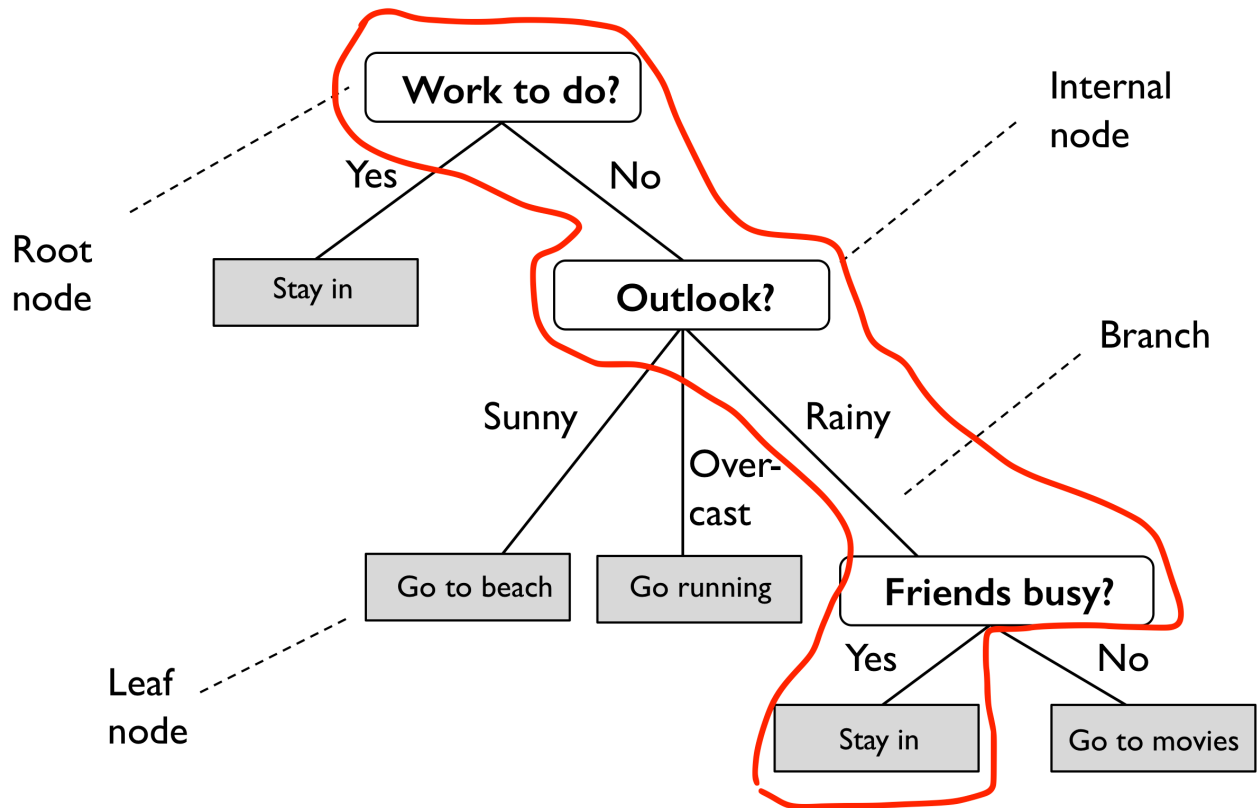 Work to do?
Internal
node
Yes
No
Root
node
Stay in
Outlook?
Branch
Sunny
Rainy
Over-
cast
Go to beach
Go running
Friends busy?
Yes
No
Leaf
node
Stay in
Go to movies